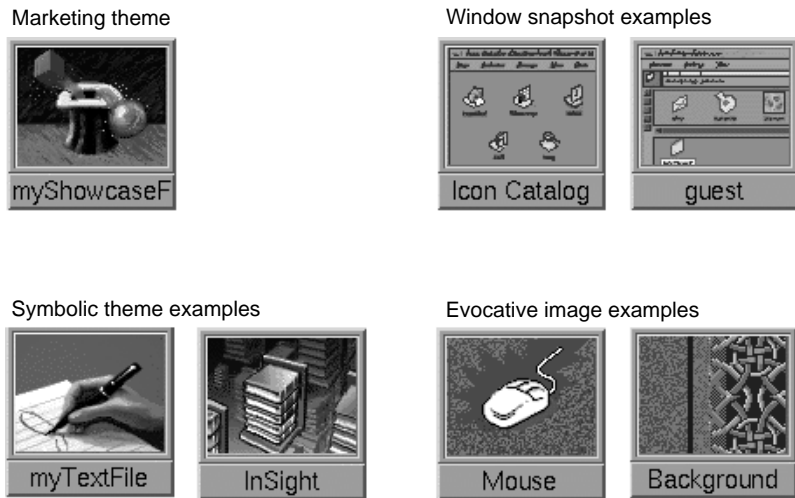 Marketing theme
myShowcaseF
Window snapshot examples
Icon Catalog
guest
Symbolic theme examples
myTextFile
InSight
Evocative image examples
Mouse
Background